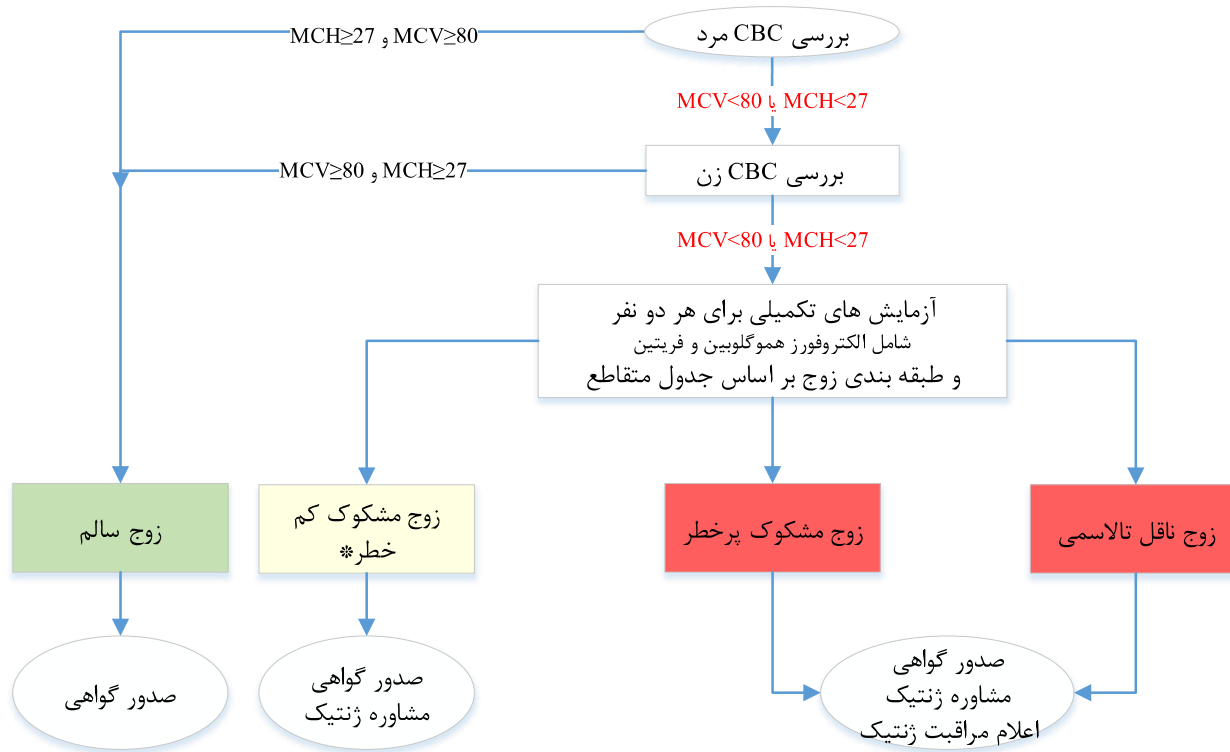 بررسی CBC مرد
MCV≥80 و MCH≥27
MCV<80 یا MCH<27
بررسی CBC زن
MCV≥80 و MCH≥27
MCV<80 یا MCH<27
آزمایش های تکمیلی برای هر دو نفر
شامل الکتروفورز هموگلوبین و فریتین
و طبقه بندی زوج بر اساس جدول متقاطع
زوج ناقل تالاسمی
زوج مشکوک پرخطر
زوج مشکوک کم
خطر*
زوج سالم
صدور گواهی
مشاوره ژنتیک
اعلام مراقبت ژنتیک
صدور گواهی
مشاوره ژنتیک
صدور گواهی